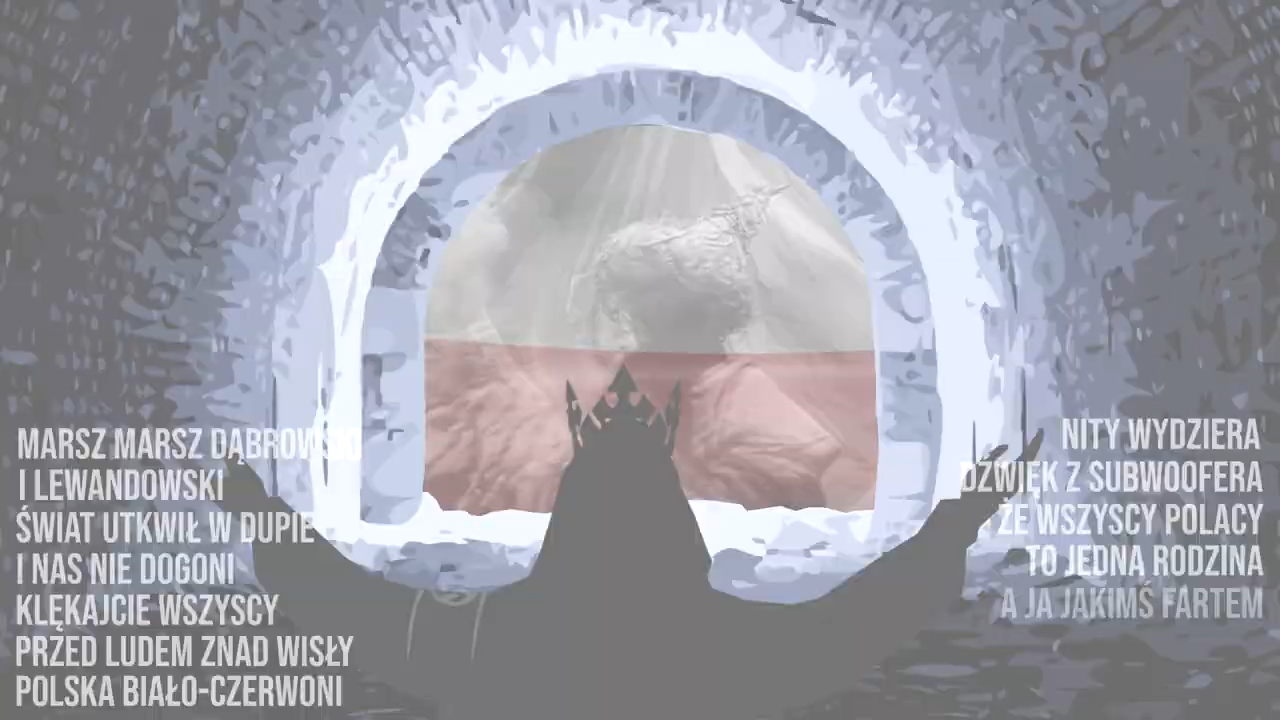 MARSZ MARSZ DĄBROWSKI
I LEWANDOWSKI
ŚWIAT UTKWIŁ W DUPIE
I NAS NIE DOGONI
KLĘKAJCIE WSZYSCY
PRZED LUDEM ZNAD WISŁY
POLSKA BIAŁO-CZERWONI
NITY WYDZIERA
DŹWIĘK Z SUBWOOFERA
ŻE WSZYSCY POLACY
TO JEDNA RODZINA
A JA JAKIMŚ FARTEM